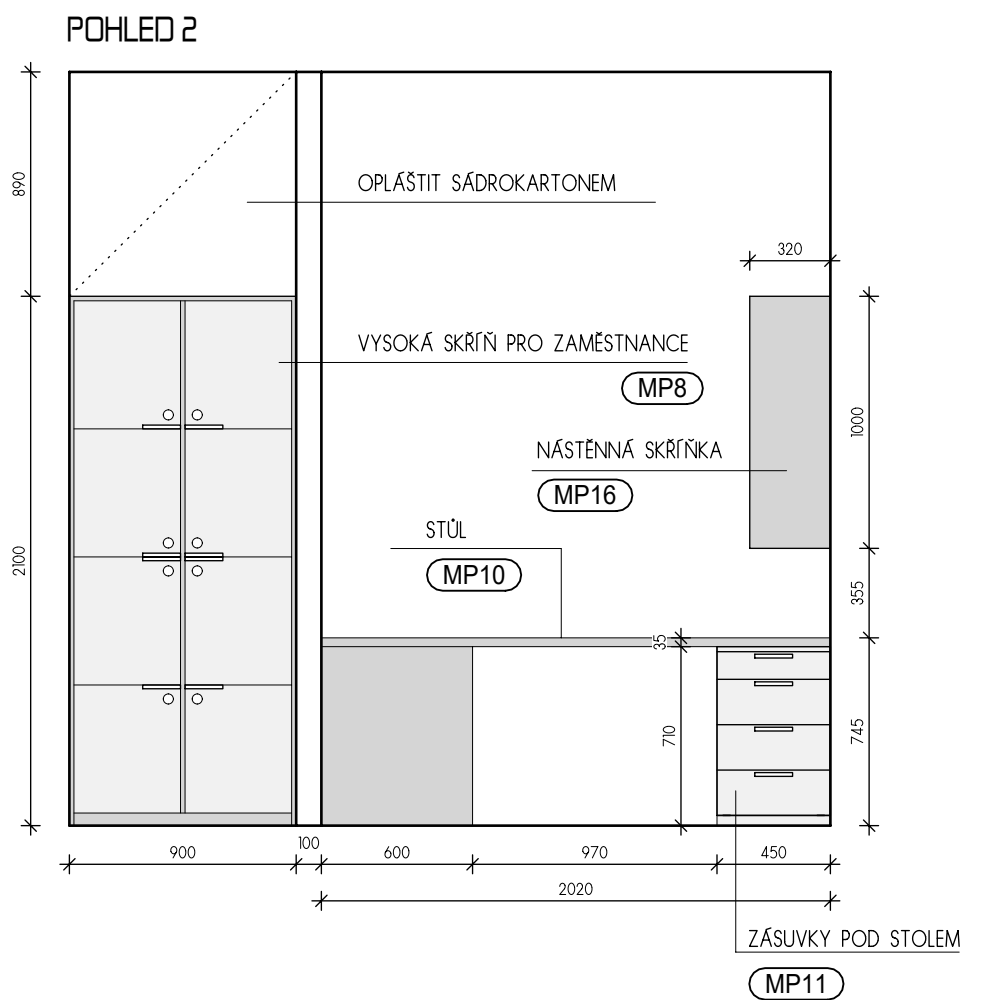 POHLED 2
890
OPLÁŠTIT SÁDROKARTONEM
320
VYSOKÁ SKŘÍŇ PRO ZAMĚSTNANCE
MP8
1000
NÁSTĚNNÁ SKŘÍŇKA
MP16
STŮL
MP10
2100
355
35
710
745
900
100
600
970
450
2020
ZÁSUVKY POD STOLEM
MP11